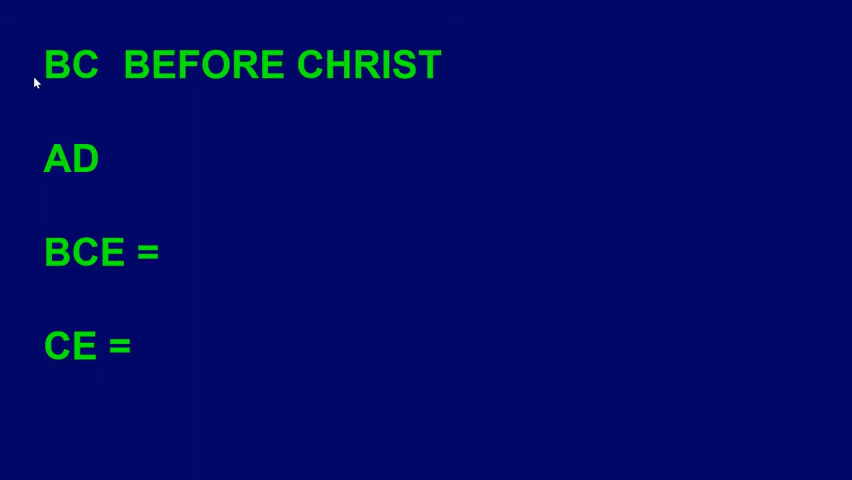 BC BEFORE CHRIST
AD
BCE =
CE =